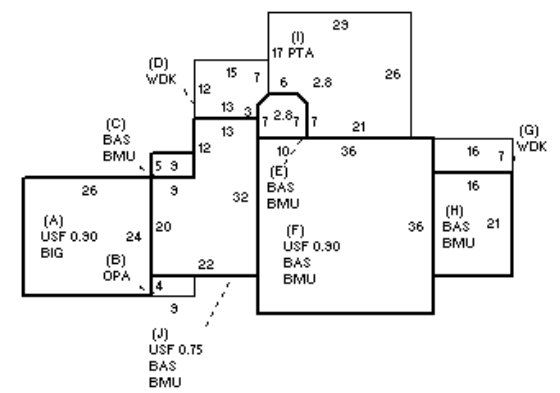 29
(I)
17 PTA
(D)
WDK
15
7
6
2.8
26
12
13
3
(C)
BAS
BMU
13
7
2.8
7
7
21
(G)
WDK
12
10
36
16
7
5
9
(E)
BAS
BMU
26
9
16
(A)
USF 0.90
BIG
24
20
32
(F)
USF 0.90
BAS
BMU
36
(H)
BAS
BMU
21
(B)
OPA
22
4
9
(J)
USF 0.75
BAS
BMU